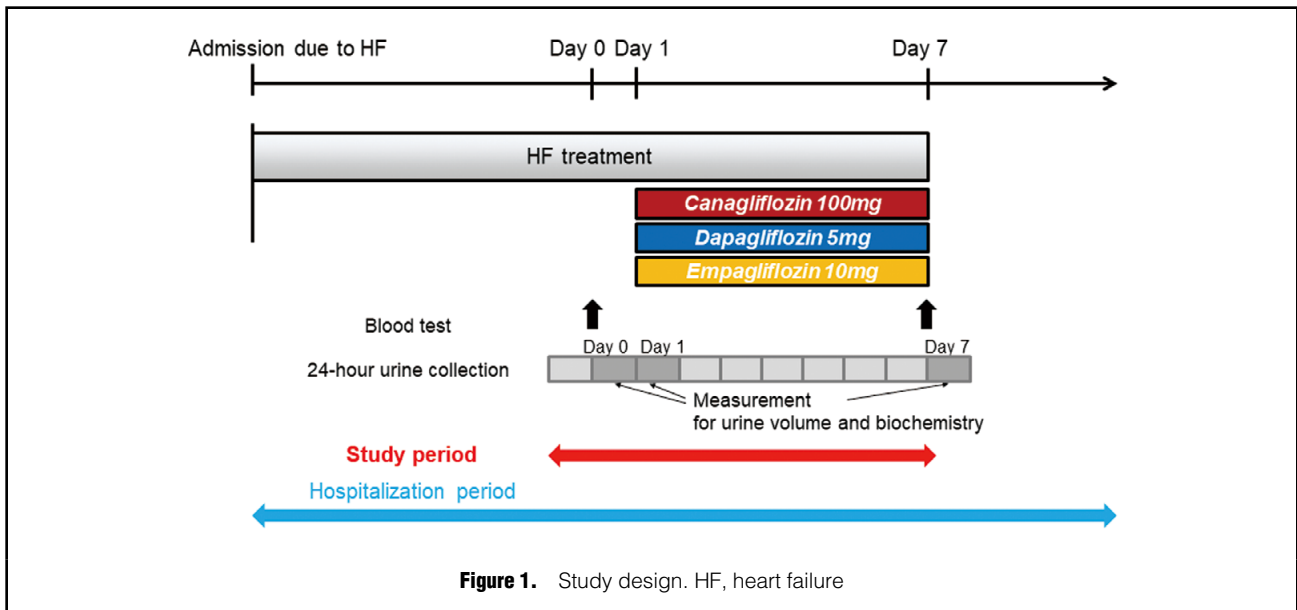 Admission due to HF
Day 0 Day 1
Day 7
HF treatment
Canagliflozin 100mg
Dapagliflozin 5mg
Empagliflozin 10mg
Blood test
Day 0 Day 1
Day 7
24-hour urine collection
Measurement
for urine volume and biochemistry
Study period
Hospitalization period
Figure 1. Study design. HF, heart failure